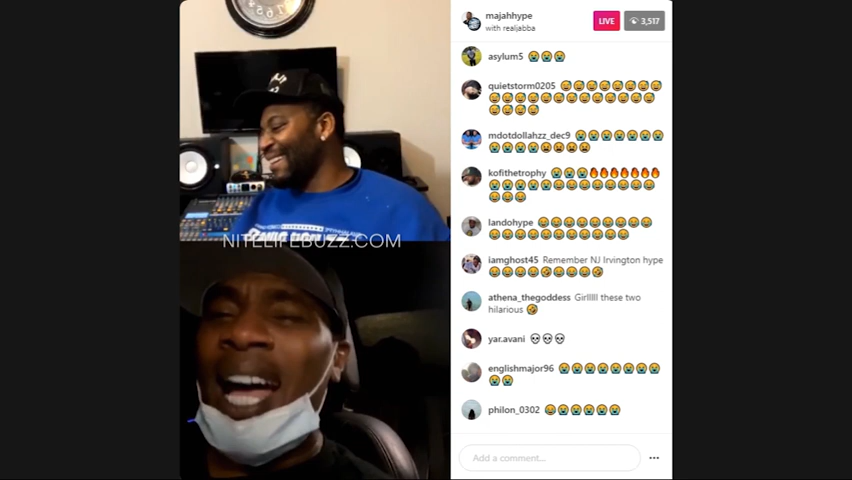 majahhype
LIVE
3,517
with realjabba
asylum5 😭😭😭
quietstorm0205 😅😅😅😅😅😅😅😅
😅😅😅😅😅😅😅😅😅😅😅😅😅
😅😅😅😅
mdotdollahzz_dec9 😭😭😭😭😭😭😭
😭😭😭😭😫😫😫😫
kofithetrophy 😭😭😭🔥🔥🔥🔥🔥🔥
😭😭😭😭😭😂😂😂😂😂😂😂😂
😂😂😂
landohype 😂😂😂😂😂😂😂😂😂
😂😂😂😂😂😂😂😂😂😂😂
iamghost45 Remember NJ Irvington hype
😂😂😂😂🤣😂😂😂🤣
athena_thegoddess Girlllll these two
hilarious 🤣
yar.avani 💀💀💀
englishmajor96 😭😭😭😭😭😭😭😭
😭😭
philon_0302 😂😭😭😭😭😭
NITELIFEBUZZ.COM
Add a comment...